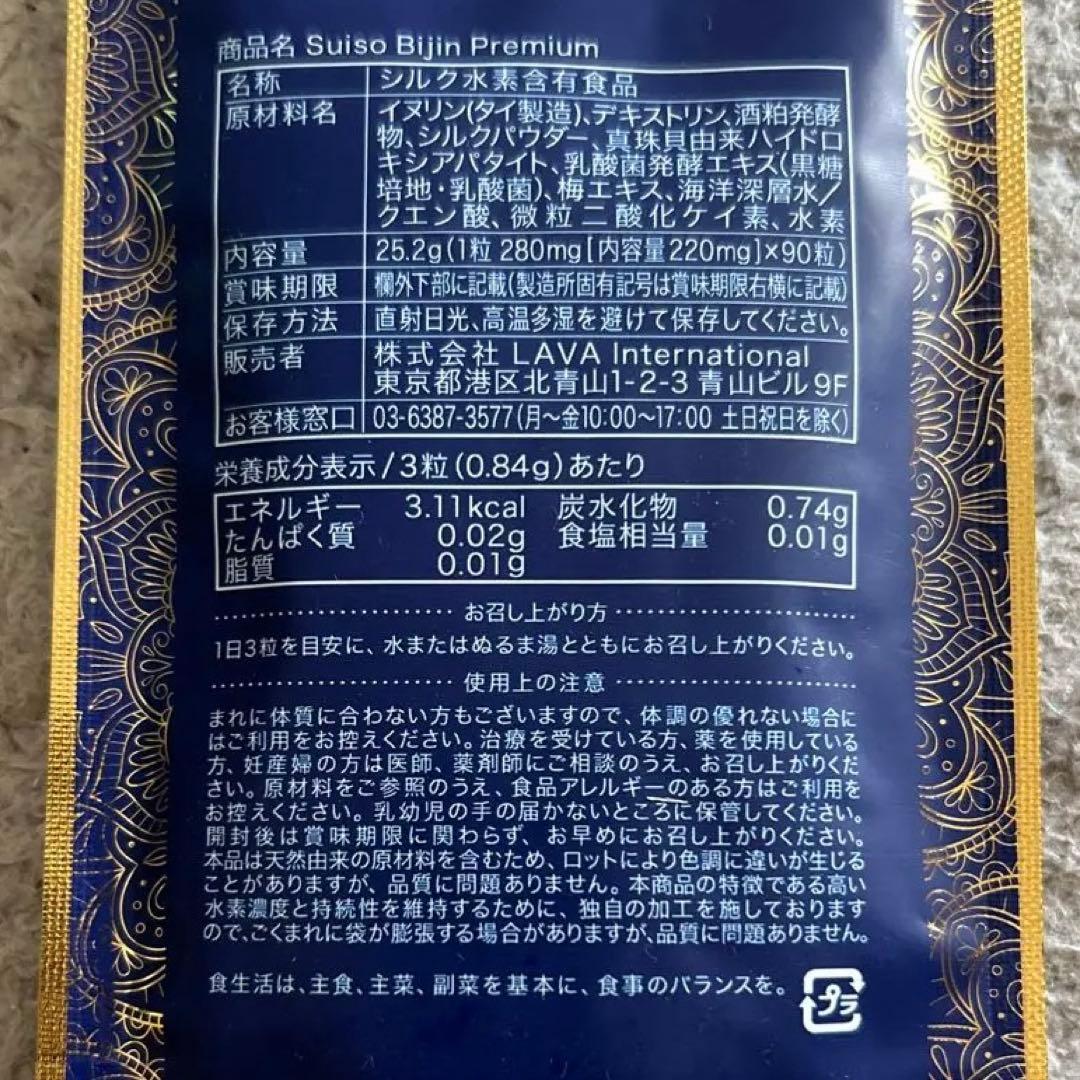 商品名 Suiso Bijin Premium
名称 シルク水素含有食品
原材料名 イヌリン(タイ製造)、デキストリン、酒粕発酵
物、シルクパウダー、真珠貝由来ハイドロ
キシアパタイト、乳酸菌発酵エキス(黒糖
培地・乳酸菌)、梅エキス、海洋深層水/
クエン酸、微粒二酸化ケイ素、水素
内容量 25.2g(1粒 280mg[内容量220mg]×90粒)
賞味期限 欄外下部に記載(製造所固有記号は賞味期限右横に記載)
保存方法 直射日光、高温多湿を避けて保存してください。
販売者 株式会社 LAVA International
東京都港区北青山1-2-3 青山ビル9F
お客様窓口 03-6387-3577(月〜金10:00〜17:00 土日祝日を除く)
栄養成分表示/3粒(0.84g)あたり
エネルギー 3.11kcal 炭水化物 0.74g
たんぱく質 0.02g 食塩相当量 0.01g
脂質 0.01g
お召し上がり方
1日3粒を目安に、水またはぬるま湯とともにお召し上がりください。
使用上の注意
まれに体質に合わない方もございますので、体調の優れない場合に
はご利用をお控えください。治療を受けている方、薬を使用している
方、妊産婦の方は医師、薬剤師にご相談のうえ、お召し上がりくだ
さい。原材料をご参照のうえ、食品アレルギーのある方はご利用を
お控えください。乳幼児の手の届かないところに保管してください。
開封後は賞味期限に関わらず、お早めにお召し上がりください。
本品は天然由来の原材料を含むため、ロットにより色調に違いが生じる
ことがありますが、品質に問題ありません。本商品の特徴である高い
水素濃度と持続性を維持するために、独自の加工を施しております
ので、ごくまれに袋が膨張する場合がありますが、品質に問題ありません。
食生活は、主食、主菜、副菜を基本に、食事のバランスを。
プラ